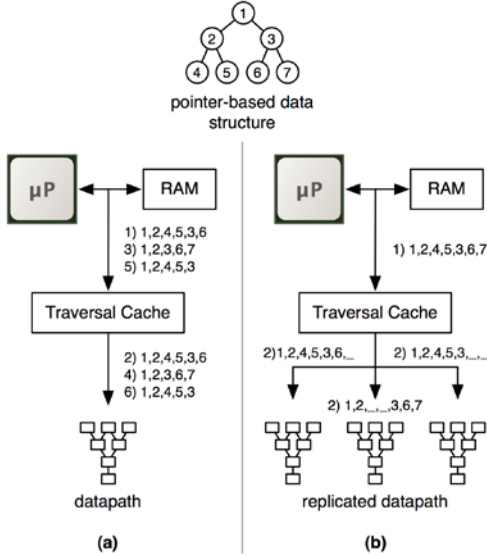 1
2
3
4
5
6
7
pointer-based data
structure
μP
RAM
1) 1,2,4,5,3,6
3) 1,2,3,6,7
5) 1,2,4,5,3
Traversal Cache
2) 1,2,4,5,3,6
4) 1,2,3,6,7
6) 1,2,4,5,3
datapath
(a)
μP
RAM
1) 1,2,4,5,3,6,7
Traversal Cache
2)1,2,4,5,3,6,_
2) 1,2,4,5,3,_,_
2) 1,2,_,_,3,6,7
replicated datapath
(b)